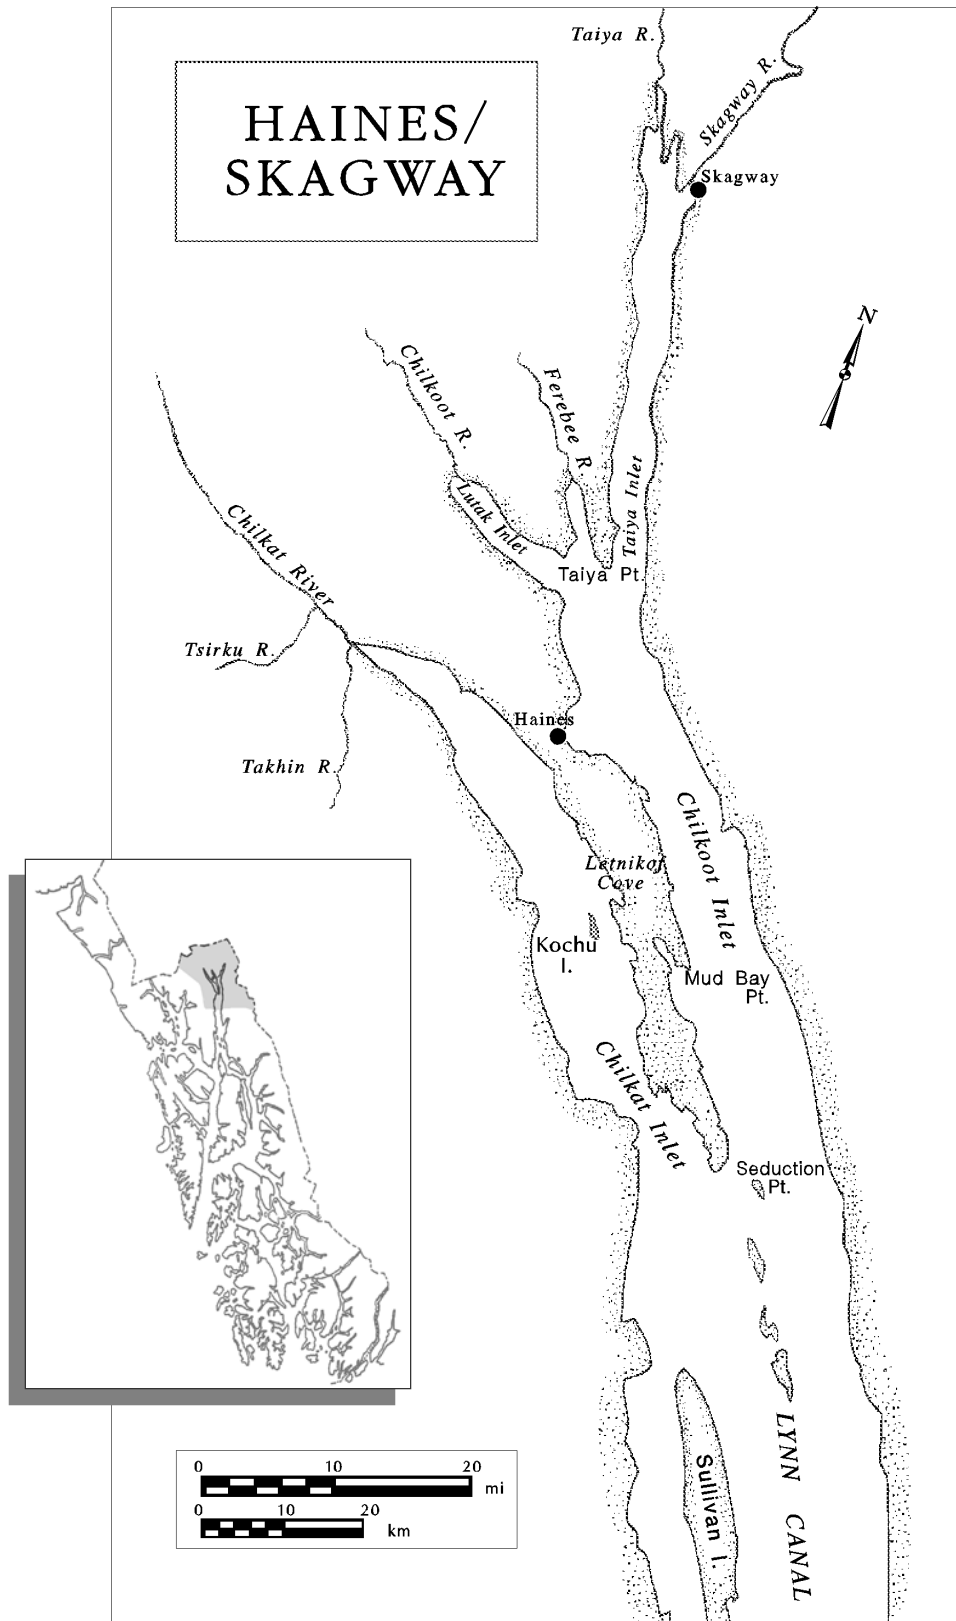 Taiya R.
HAINES/
SKAGWAY
Skagway R.
Skagway
N
Chilkoot R.
Ferebee R.
Taiya Inlet
Lutak Inlet
Taiya Pt.
Chilkat River
Tsirku R.
Haines
Takhin R.
Chilkoot Inlet
Letnikof
Cove
Kochu
I.
Mud Bay
Pt.
Chilkat Inlet
Seduction
Pt.
LYNN CANAL
Sullivan I.
0 10 20
mi
0 10 20
km